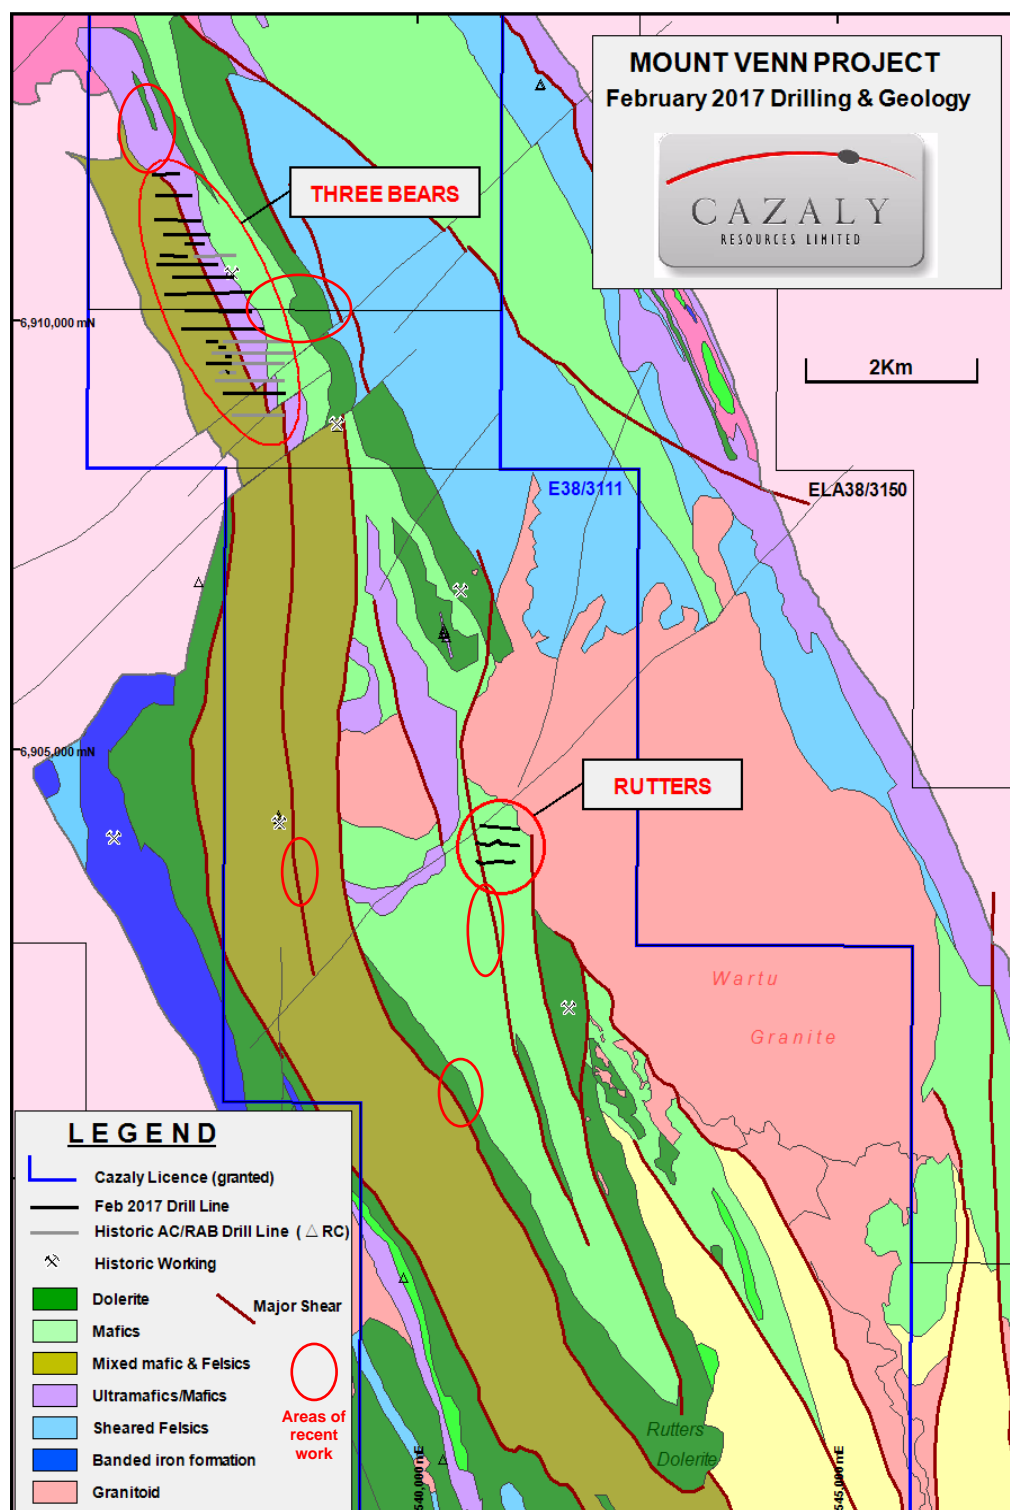 MOUNT VENN PROJECT
February 2017 Drilling & Geology
CAZALY
RESOURCES LIMITED
THREE BEARS
6,910,000 mN
2Km
E38/3111
ELA38/3150
6,905,000 mN
RUTTERS
Wartu
Granite
LEGEND
Cazaly Licence (granted)
Feb 2017 Drill Line
Historic AC/RAB Drill Line ( △ RC)
Historic Working
Dolerite
Major Shear
Mafics
Mixed mafic & Felsics
Ultramafics/Mafics
Areas of
recent
work
Sheared Felsics
Banded iron formation
Granitoid
Rutters
Dolerite
540,000 mE
545,000 mE